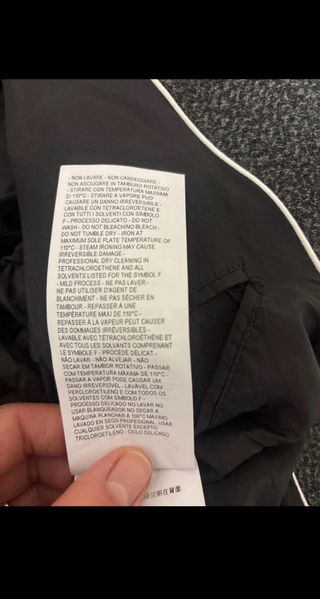 - NON LAVARE - NON CANDEGGIARE -
NON ASCIUGARE IN TAMBURO ROTATIVO
- STIRARE CON TEMPERATURA MASSIMA
DI 110°C - STIRARE A VAPORE PUO'
CAUSARE UN DANNO IRREVERSIBILE -
LAVABILE CON TETRACLOROETENE E
CON TUTTI I SOLVENTI CON SIMBOLO
F - PROCESSO DELICATO - DO NOT
WASH - DO NOT BLEACHING BLEACH -
DO NOT TUMBLE DRY - IRON AT
MAXIMUM SOLE PLATE TEMPERATURE OF
110°C - STEAM IRONING MAY CAUSE
IRREVERSIBLE DAMAGE -
PROFESSIONAL DRY CLEANING IN
TETRACHLOROETHENE AND ALL
SOLVENTS LISTED FOR THE SYMBOL F
- MILD PROCESS - NE PAS LAVER -
NE PAS UTILISER D'AGENT DE
BLANCHIMENT - NE PAS SÉCHER EN
TAMBOUR - REPASSER À UNE
TEMPÉRATURE MAXI DE 110°C -
REPASSER À LA VAPEUR PEUT CAUSER
DES DOMMAGES IRRÉVERSIBLES -
LAVABLE AVEC TÉTRACLOROÉTHÈNE ET
AVEC TOUS LES SOLVANTS COMPRENANT
LE SYMBOLE F - PROCÉDÉ DÉLICAT -
NÃO LAVAR - NÃO ALVEJAR - NÃO
SECAR EM TAMBOR ROTATIVO - PASSAR
COM TEMPERATURA MÁXIMA DE 110°C -
PASSAR A VAPOR PODE CAUSAR UM
DANO IRREVERSÍVEL - LAVÁVEL COM
PERCLOROETILENO E COM TODOS OS
SOLVENTES COM SÍMBOLO F -
PROCESSO DELICADO NO LAVAR NO
USAR BLANQUEADOR NO SECAR A
MAQUINA PLANCHAR A 110°C MAXIMO
LAVADO EN SECO PROFESIONAL, USAR
CUALQUIER SOLVENTE EXCEPTO
TRICLOROETILENO - CICLO DELICADO
说明在背面